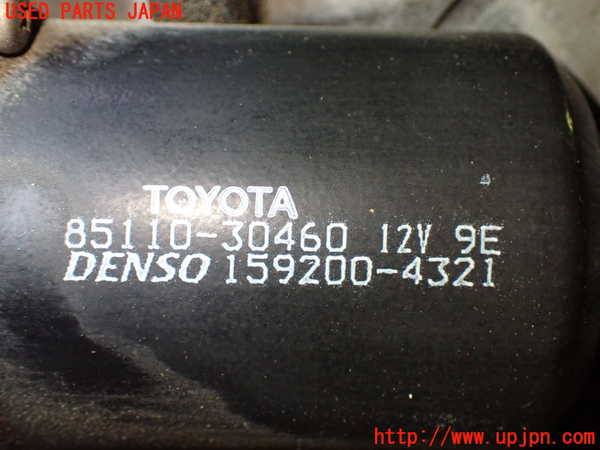 USED PARTS JAPAN
TOYOTA
85110-30460 12V 9E
DENSO 159200-4321
http://www.upjpn.com/